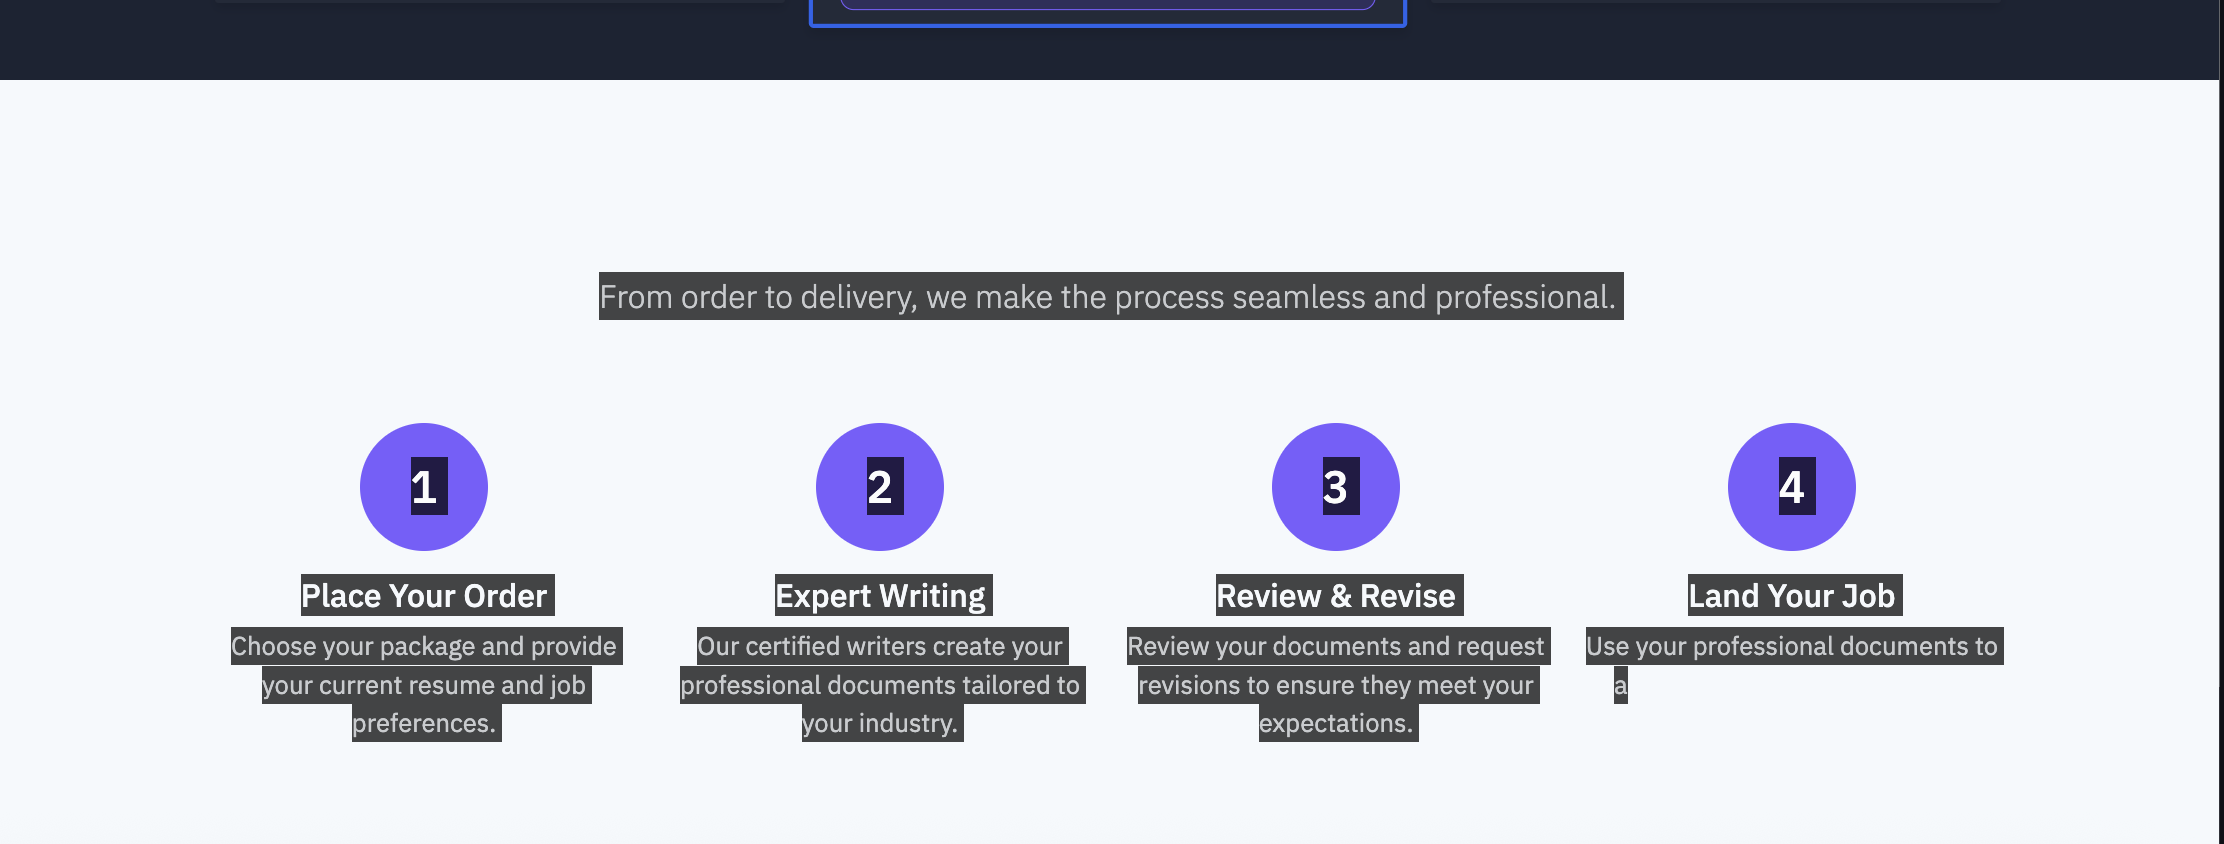 From order to delivery, we make the process seamless and professional.
1
Place Your Order
Choose your package and provide
your current resume and job
preferences.
2
Expert Writing
Our certified writers create your
professional documents tailored to
your industry.
3
Review & Revise
Review your documents and request
revisions to ensure they meet your
expectations.
4
Land Your Job
Use your professional documents to
a